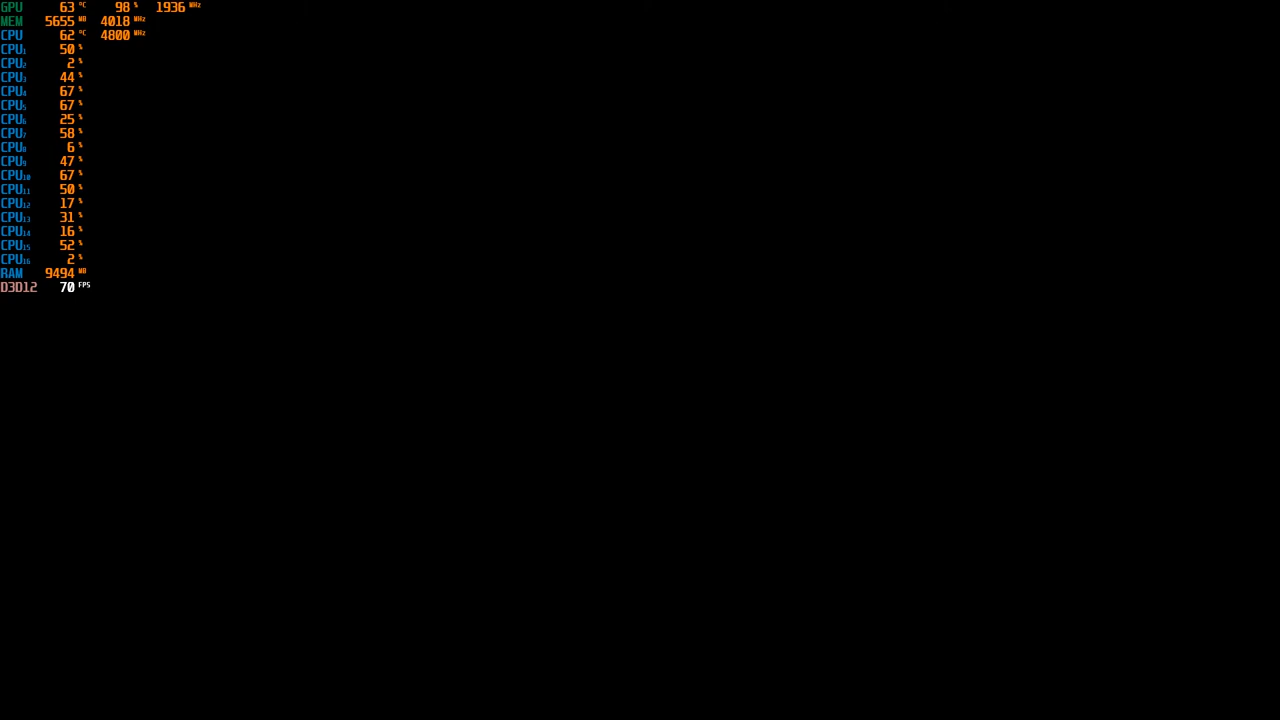 GPU 63 °C 98 % 1936 MHz
MEM 5655 MB 4018 MHz
CPU 62 °C 4800 MHz
CPU1 50 %
CPU2 2 %
CPU3 44 %
CPU4 67 %
CPU5 67 %
CPU6 25 %
CPU7 58 %
CPU8 6 %
CPU9 47 %
CPU10 67 %
CPU11 50 %
CPU12 17 %
CPU13 31 %
CPU14 16 %
CPU15 52 %
CPU16 2 %
RAM 9494 MB
D3D12 70 FPS